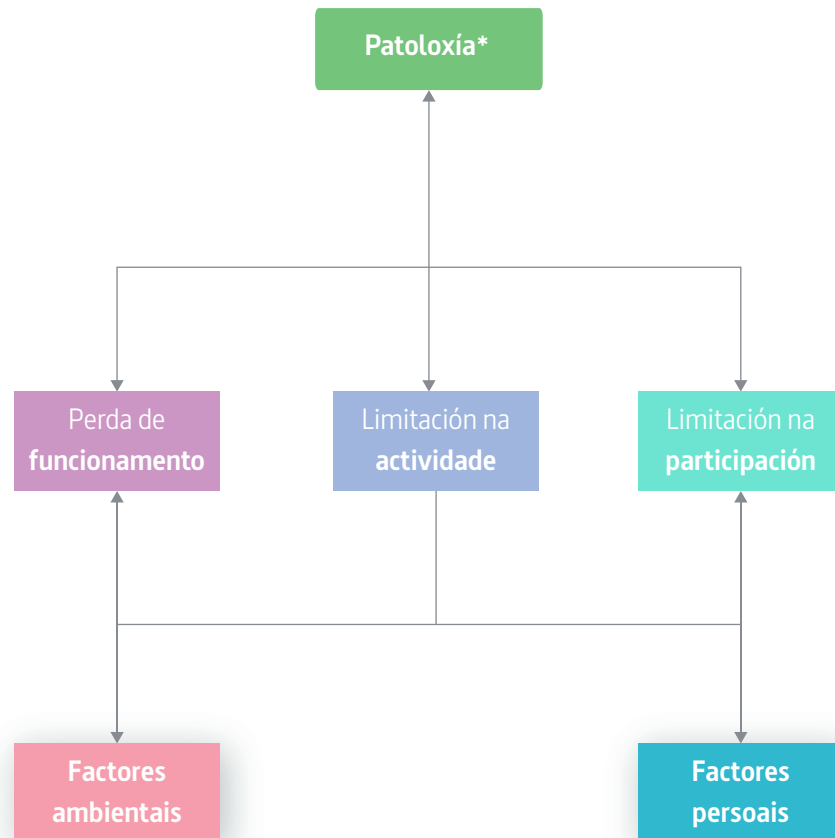 Patoloxía*
Perda de
funcionamento
Limitación na
actividade
Limitación na
participación
Factores
ambientais
Factores
persoais